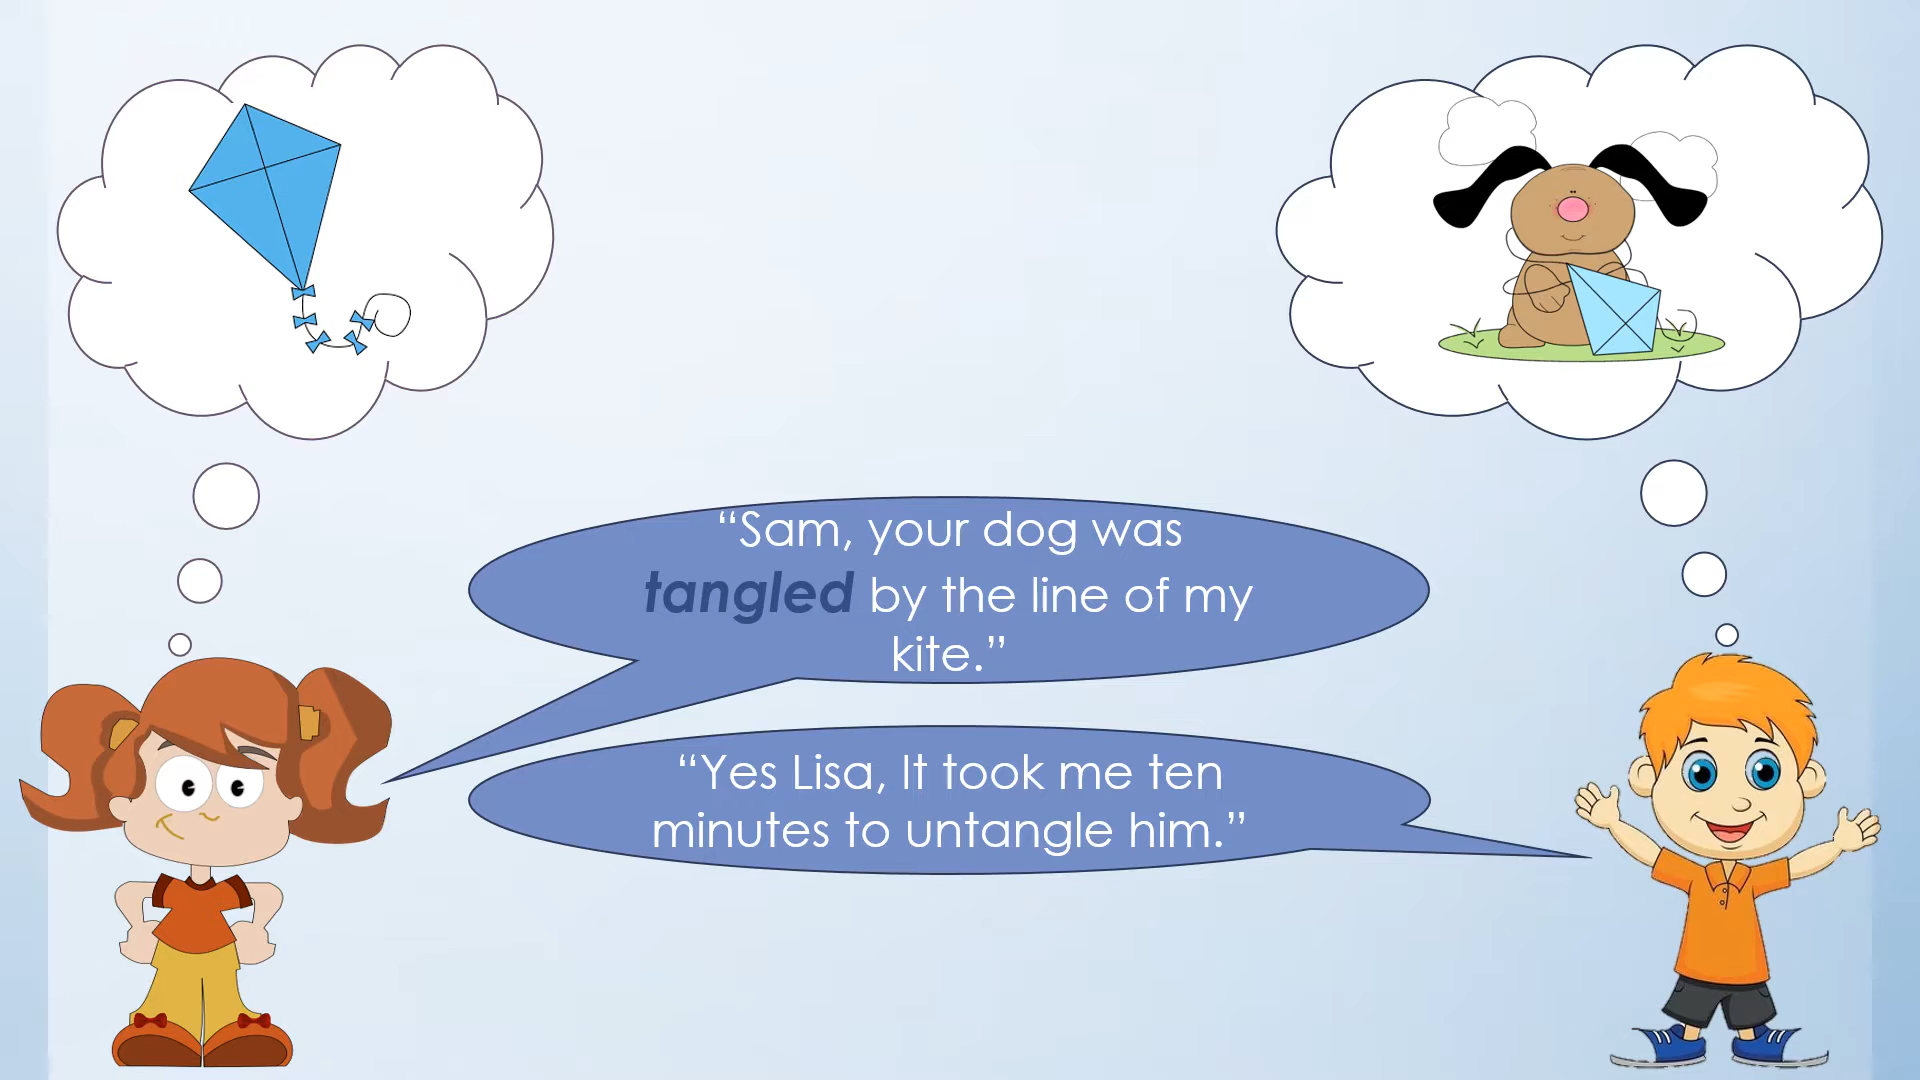 “Sam, your dog was
tangled by the line of my
kite.”
“Yes Lisa, It took me ten
minutes to untangle him.”